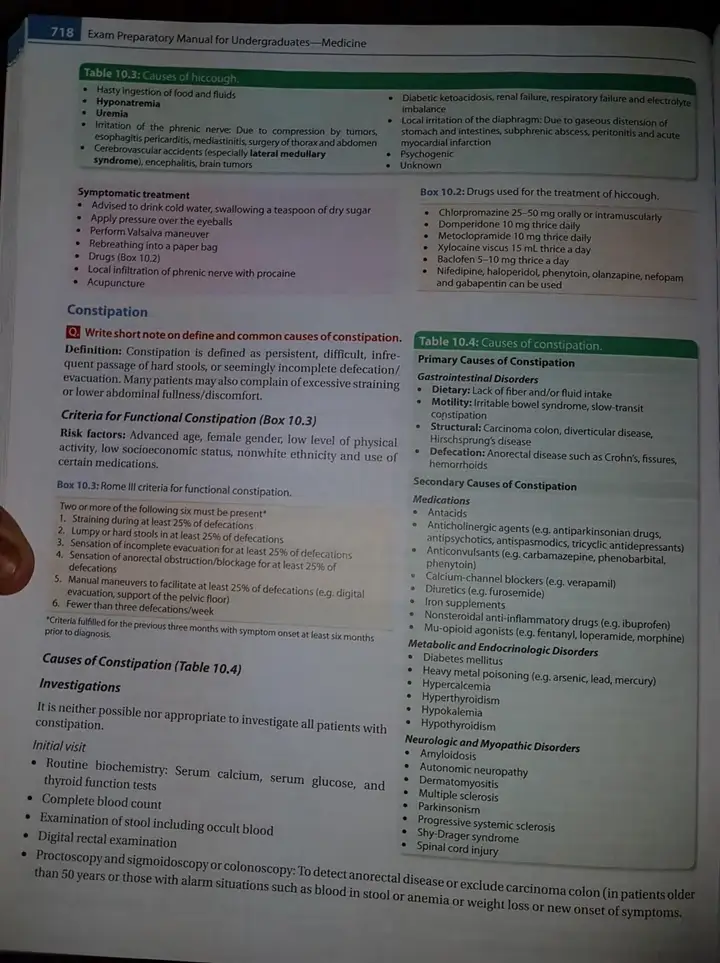 718 Exam Preparatory Manual for Undergraduates—Medicine
Table 10.3: Causes of hiccough.
• Hasty ingestion of food and fluids
• Hyponatremia
• Uremia
• Irritation of the phrenic nerve: Due to compression by tumors,
esophagitis pericarditis, mediastinitis, surgery of thorax and abdomen
• Cerebrovascular accidents (especially lateral medullary
syndrome), encephalitis, brain tumors
• Diabetic ketoacidosis, renal failure, respiratory failure and electrolyte
imbalance
• Local irritation of the diaphragm: Due to gaseous distension of
stomach and intestines, subphrenic abscess, peritonitis and acute
myocardial infarction
• Psychogenic
• Unknown
Symptomatic treatment
• Advised to drink cold water, swallowing a teaspoon of dry sugar
• Apply pressure over the eyeballs
• Perform Valsalva maneuver
• Rebreathing into a paper bag
• Drugs (Box 10.2)
• Local infiltration of phrenic nerve with procaine
• Acupuncture
Box 10.2: Drugs used for the treatment of hiccough.
• Chlorpromazine 25–50 mg orally or intramuscularly
• Domperidone 10 mg thrice daily
• Metoclopramide 10 mg thrice daily
• Xylocaine viscus 15 mL thrice a day
• Baclofen 5–10 mg thrice a day
• Nifedipine, haloperidol, phenytoin, olanzapine, nefopam
and gabapentin can be used
Constipation
Q. Write short note on define and common causes of constipation.
Definition: Constipation is defined as persistent, difficult, infre-
quent passage of hard stools, or seemingly incomplete defecation/
evacuation. Many patients may also complain of excessive straining
or lower abdominal fullness/discomfort.
Criteria for Functional Constipation (Box 10.3)
Risk factors: Advanced age, female gender, low level of physical
activity, low socioeconomic status, nonwhite ethnicity and use of
certain medications.
Box 10.3: Rome III criteria for functional constipation.
Two or more of the following six must be present*
1. Straining during at least 25% of defecations
2. Lumpy or hard stools in at least 25% of defecations
3. Sensation of incomplete evacuation for at least 25% of defecations
4. Sensation of anorectal obstruction/blockage for at least 25% of
defecations
5. Manual maneuvers to facilitate at least 25% of defecations (e.g. digital
evacuation, support of the pelvic floor)
6. Fewer than three defecations/week
*Criteria fulfilled for the previous three months with symptom onset at least six months
prior to diagnosis.
Causes of Constipation (Table 10.4)
Investigations
It is neither possible nor appropriate to investigate all patients with
constipation.
Initial visit
• Routine biochemistry: Serum calcium, serum glucose, and
thyroid function tests
• Complete blood count
• Examination of stool including occult blood
• Digital rectal examination
Table 10.4: Causes of constipation.
Primary Causes of Constipation
Gastrointestinal Disorders
• Dietary: Lack of fiber and/or fluid intake
• Motility: Irritable bowel syndrome, slow-transit
constipation
• Structural: Carcinoma colon, diverticular disease,
Hirschsprung's disease
• Defecation: Anorectal disease such as Crohn's, fissures,
hemorrhoids
Secondary Causes of Constipation
Medications
• Antacids
• Anticholinergic agents (e.g. antiparkinsonian drugs,
antipsychotics, antispasmodics, tricyclic antidepressants)
• Anticonvulsants (e.g. carbamazepine, phenobarbital,
phenytoin)
• Calcium-channel blockers (e.g. verapamil)
• Diuretics (e.g. furosemide)
• Iron supplements
• Nonsteroidal anti-inflammatory drugs (e.g. ibuprofen)
• Mu-opioid agonists (e.g. fentanyl, loperamide, morphine)
Metabolic and Endocrinologic Disorders
• Diabetes mellitus
• Heavy metal poisoning (e.g. arsenic, lead, mercury)
• Hypercalcemia
• Hyperthyroidism
• Hypokalemia
• Hypothyroidism
Neurologic and Myopathic Disorders
• Amyloidosis
• Autonomic neuropathy
• Dermatomyositis
• Multiple sclerosis
• Parkinsonism
• Progressive systemic sclerosis
• Shy-Drager syndrome
• Spinal cord injury
• Proctoscopy and sigmoidoscopy or colonoscopy: To detect anorectal disease or exclude carcinoma colon (in patients older
than 50 years or those with alarm situations such as blood in stool or anemia or weight loss or new onset of symptoms.